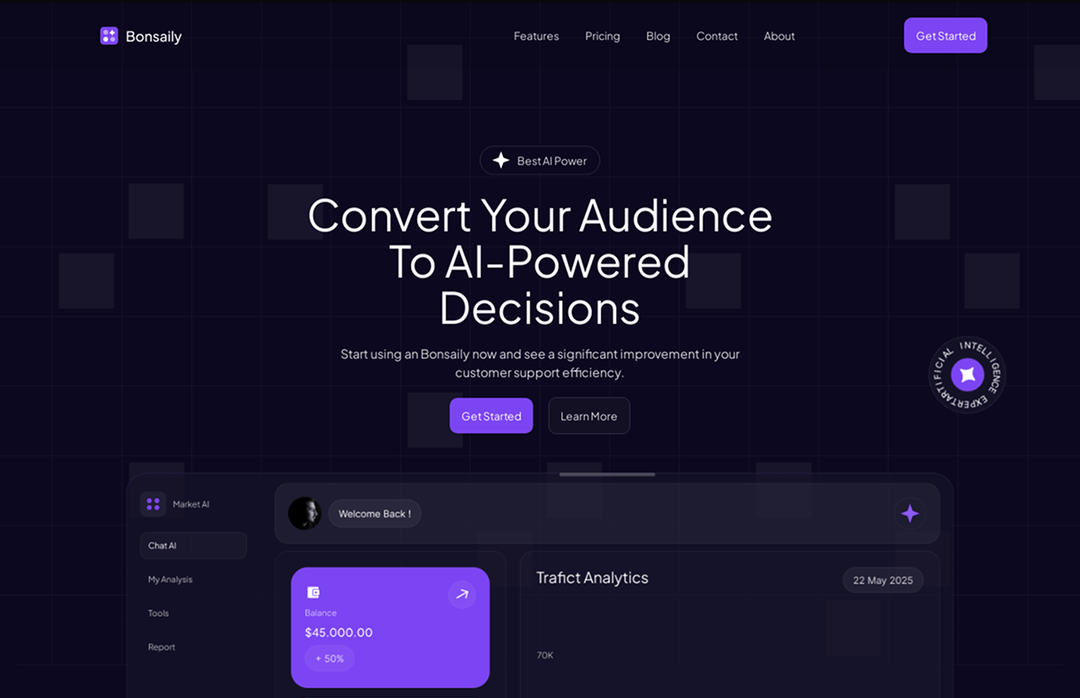 Bonsaily
Features
Pricing
Blog
Contact
About
Get Started
Best AI Power
Convert Your Audience
To AI-Powered
Decisions
Start using an Bonsaily now and see a significant improvement in your
customer support efficiency.
Get Started
Learn More
ARTIFICIAL INTELLIGENCE EXPERT
Market AI
Welcome Back !
Chat AI
My Analysis
Tools
Report
Balance
$45.000.00
+ 50%
Trafict Analytics
22 May 2025
70K